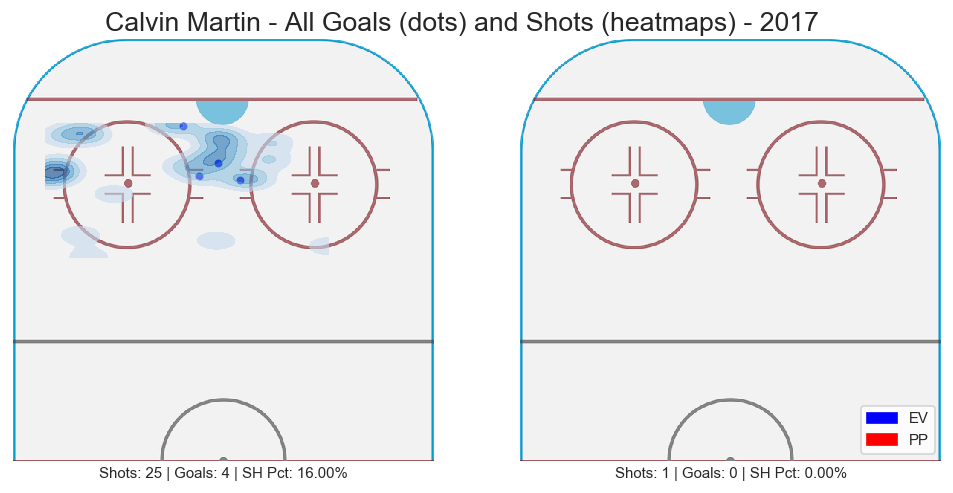 Calvin Martin - All Goals (dots) and Shots (heatmaps) - 2017
EV
PP
Shots: 25 | Goals: 4 | SH Pct: 16.00%
Shots: 1 | Goals: 0 | SH Pct: 0.00%